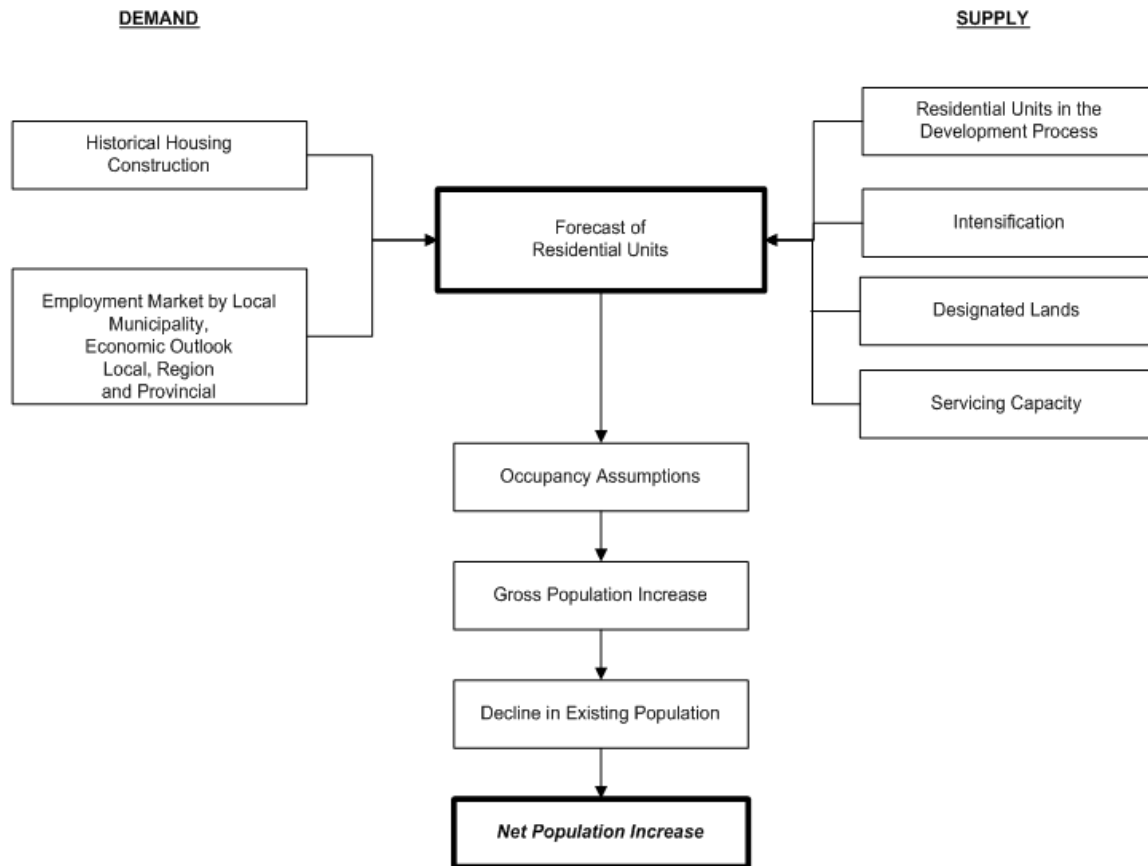 DEMAND
SUPPLY
Historical Housing
Construction
Employment Market by Local
Municipality,
Economic Outlook
Local, Region
and Provincial
Forecast of
Residential Units
Residential Units in the
Development Process
Intensification
Designated Lands
Servicing Capacity
Occupancy Assumptions
Gross Population Increase
Decline in Existing Population
Net Population Increase